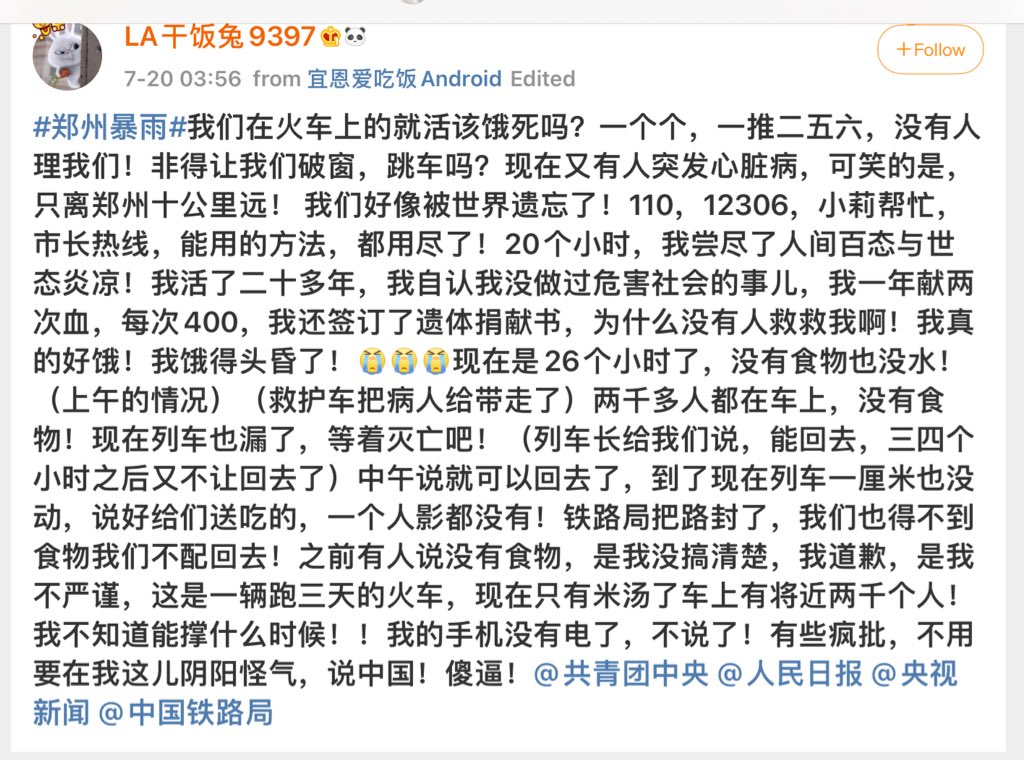 LA干饭兔9397
+Follow
7-20 03:56 from 宜恩爱吃饭Android Edited
#郑州暴雨#我们在火车上的就活该饿死吗？一个个，一推二五六，没有人
理我们！非得让我们破窗，跳车吗？现在又有人突发心脏病，可笑的是，
只离郑州十公里远！ 我们好像被世界遗忘了！110，12306，小莉帮忙，
市长热线，能用的方法，都用尽了！20个小时，我尝尽了人间百态与世
态炎凉！我活了二十多年，我自认我没做过危害社会的事儿，我一年献两
次血，每次400，我还签订了遗体捐献书，为什么没有人救救我啊！我真
的好饿！我饿得头昏了！😭😭😭现在是26个小时了，没有食物也没水！
（上午的情况）（救护车把病人给带走了）两千多人都在车上，没有食
物！现在列车也漏了，等着灭亡吧！（列车长给我们说，能回去，三四个
小时之后又不让回去了）中午说就可以回去了，到了现在列车一厘米也没
动，说好给们送吃的，一个人影都没有！铁路局把路封了，我们也得不到
食物我们不配回去！之前有人说没有食物，是我没搞清楚，我道歉，是我
不严谨，这是一辆跑三天的火车，现在只有米汤了车上有将近两千个人！
我不知道能撑什么时候！！我的手机没有电了，不说了！有些疯批，不用
要在我这儿阴阳怪气，说中国！傻逼！@共青团中央 @人民日报 @央视
新闻 @中国铁路局